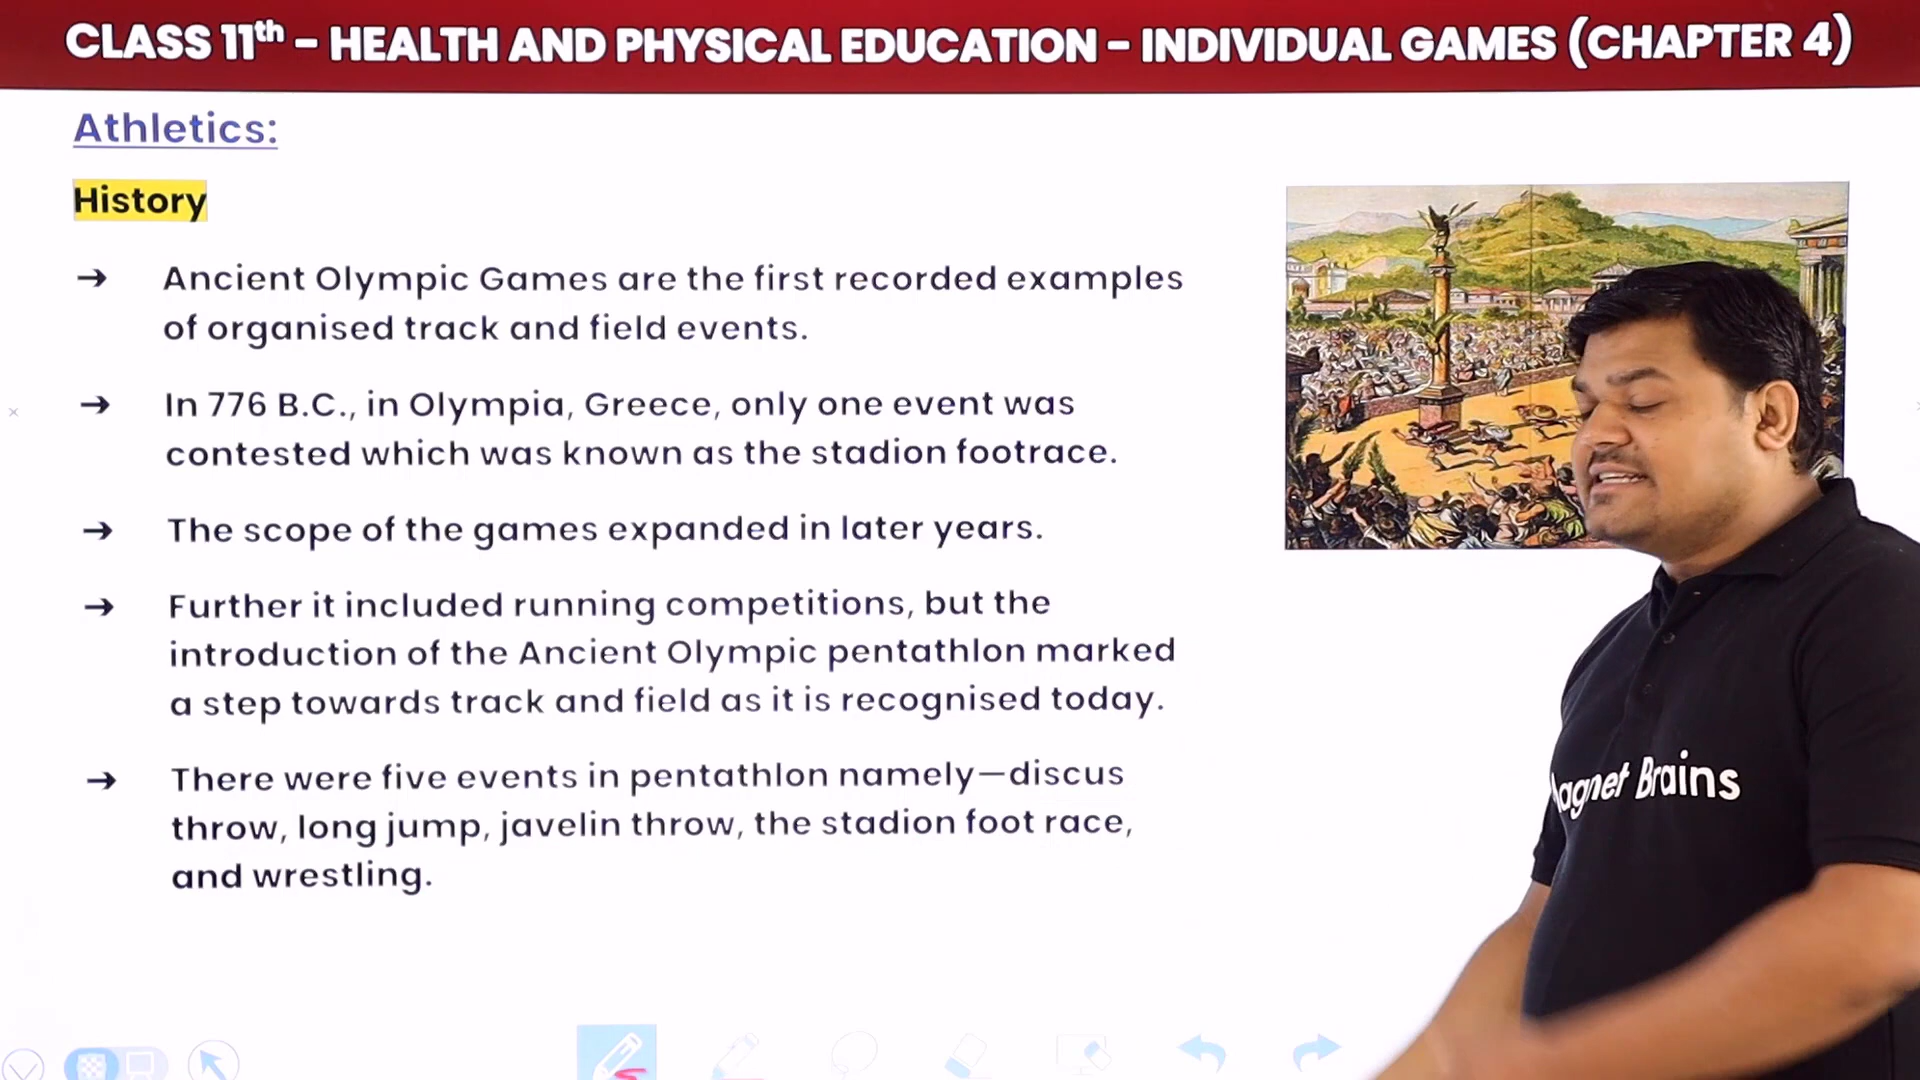 CLASS 11th – HEALTH AND PHYSICAL EDUCATION – INDIVIDUAL GAMES (CHAPTER 4)
Athletics:
History
→ Ancient Olympic Games are the first recorded examples
of organised track and field events.
→ In 776 B.C., in Olympia, Greece, only one event was
contested which was known as the stadion footrace.
→ The scope of the games expanded in later years.
→ Further it included running competitions, but the
introduction of the Ancient Olympic pentathlon marked
a step towards track and field as it is recognised today.
→ There were five events in pentathlon namely—discus
throw, long jump, javelin throw, the stadion foot race,
and wrestling.
agnet Brains